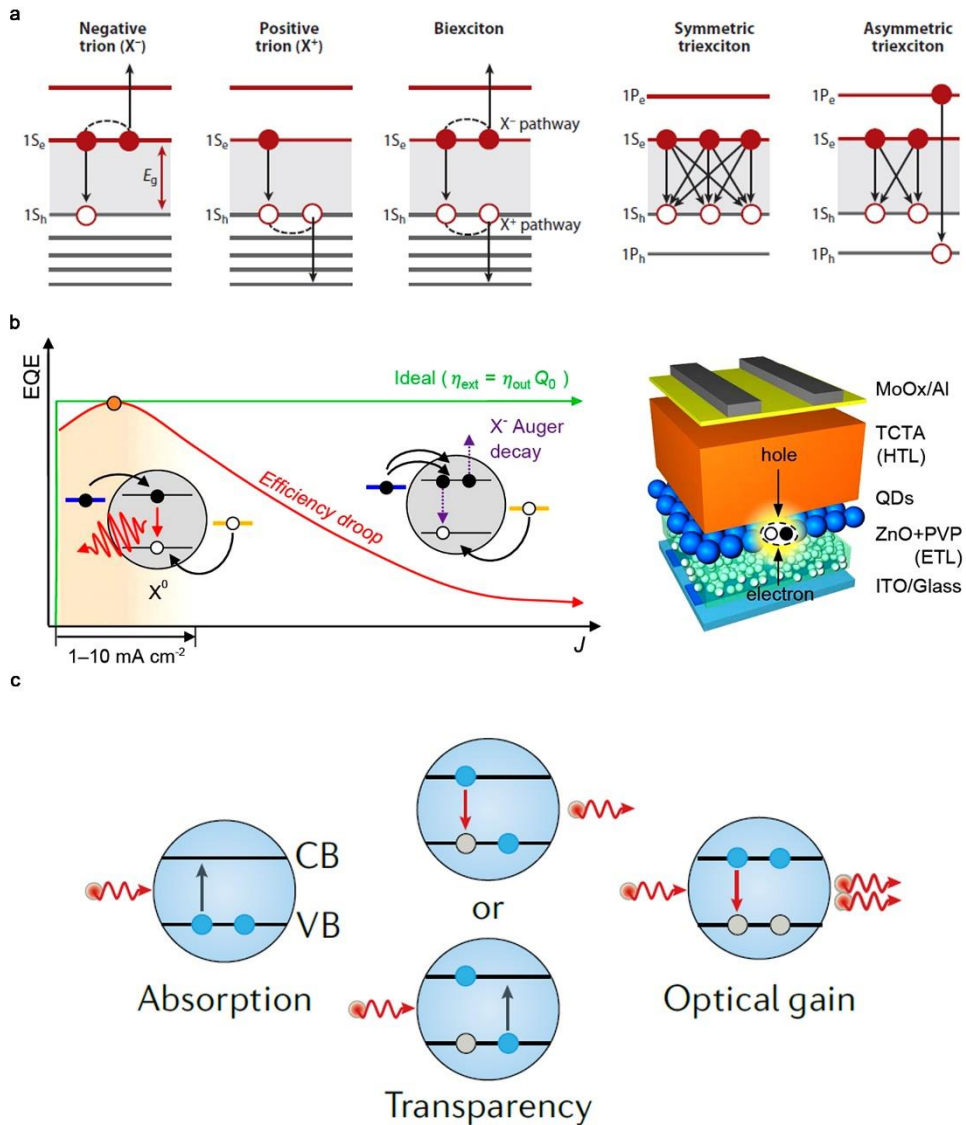 a
Negative
trion (X⁻)
Positive
trion (X⁺)
Biexciton
Symmetric
triexciton
Asymmetric
triexciton
1Sₑ
E_g
1Sₕ
1Sₑ
1Sₕ
1Sₑ
X⁻ pathway
1Sₕ
X⁺ pathway
1Pₑ
1Sₑ
1Sₕ
1Pₕ
1Pₑ
1Sₑ
1Sₕ
1Pₕ
b
EQE
Ideal ( η_ext = η_out Q₀ )
X⁻ Auger
decay
Efficiency droop
X⁰
1–10 mA cm⁻²
J
MoOx/Al
TCTA
(HTL)
hole
QDs
ZnO+PVP
(ETL)
electron
ITO/Glass
c
CB
VB
Absorption
or
Transparency
Optical gain